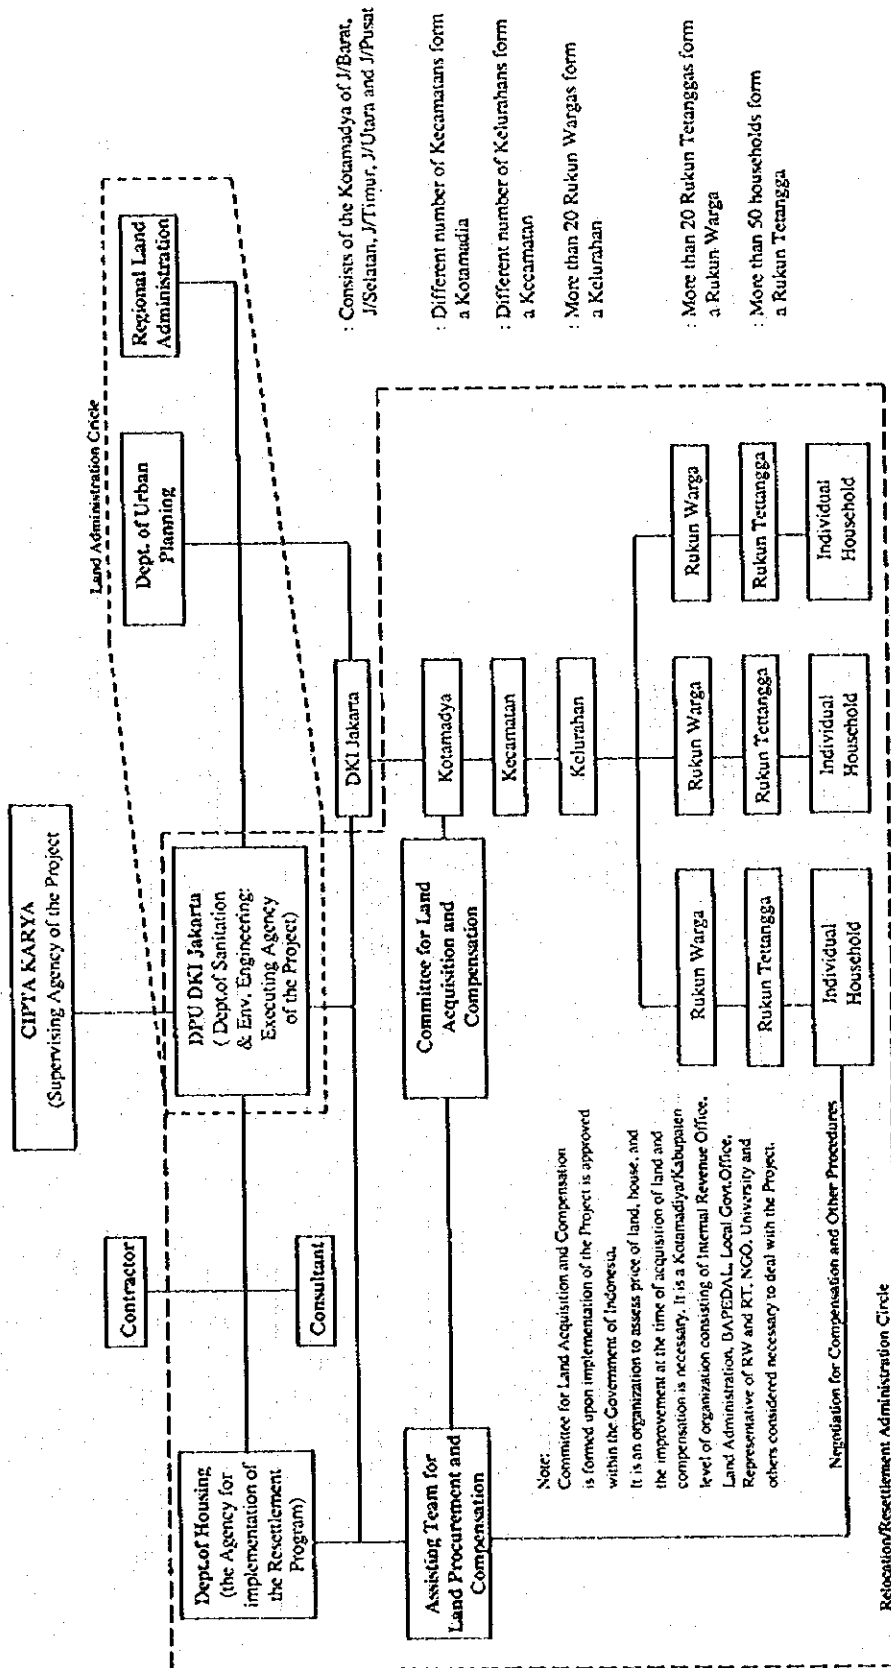 CIPTA KARYA
(Supervising Agency of the Project)
Land Administration Cricle
Contractor
Consultant
Dept.of Housing
(the Agency for
implementation of
the Resettlement
Program)
DPU DKI Jakarta
( Dept.of Sanitation
& Env. Engineering:
Executing Agency
of the Project)
Dept. of Urban
Planning
Regional Land
Administration
DKI Jakarta
: Consists of the Kotamadya of J/Barat,
J/Selatan, J/Timur, J/Utara and J/Pusat
Assisting Team for
Land Procurement and
Compensation
Committee for Land
Acquisition and
Compensation
Kotamadya
: Different number of Kecamatans form
a Kotamadia
Kecamatan
: Different number of Kelurahans form
a Kecamatan
Kelurahan
: More than 20 Rukun Wargas form
a Kelurahan
Note:
Committee for Land Acquisition and Compensation
is formed upon implementation of the Project is approved
within the Government of Indonesia.
It is an organization to assess price of land, house, and
the improvement at the time of acquisition of land and
compensation is necessary. It is a Kotamadiya/Kabupaten
level of organization consisting of Internal Revenue Office,
Land Administration, BAPEDAL, Local Govt.Office,
Representative of RW and RT, NGO, University and
others considered necessary to deal with the Project.
Rukun Warga
Rukun Warga
Rukun Warga
: More than 20 Rukun Tetanggas form
a Rukun Warga
Rukun Tettangga
Rukun Tettangga
Rukun Tettangga
: More than 50 households form
a Rukun Tetangga
Individual
Household
Individual
Household
Individual
Household
Negotiation for Compensation and Other Procedures
Relocation/Resettlement Administration Circle